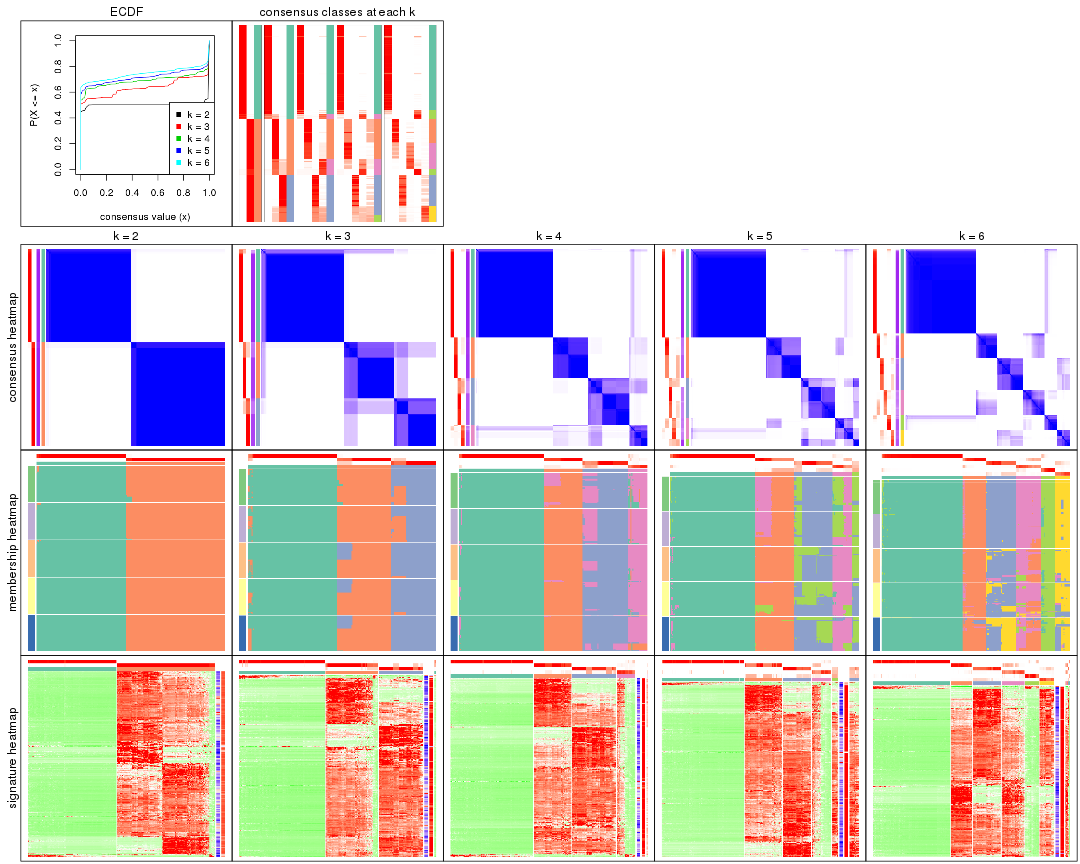 ECDF
consensus classes at each k
P(X <= x)
0.0 0.2 0.4 0.6 0.8 1.0
k = 2
k = 3
k = 4
k = 5
k = 6
0.0 0.2 0.4 0.6 0.8 1.0
consensus value (x)
k = 2
k = 3
k = 4
k = 5
k = 6
consensus heatmap
membership heatmap
signature heatmap